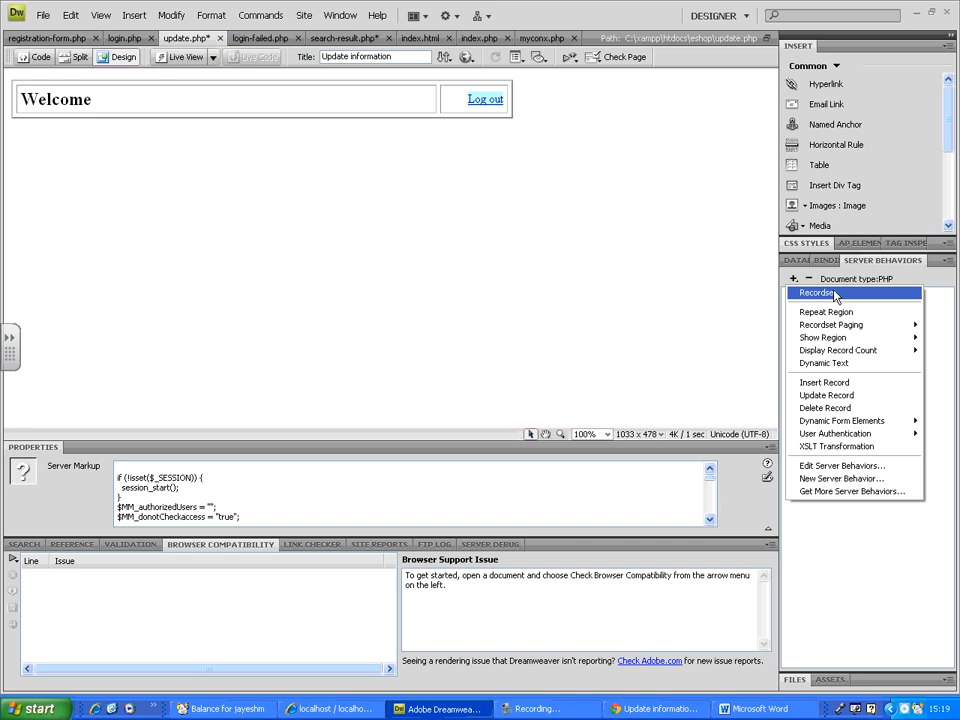 Dw File Edit View Insert Modify Format Commands Site Window Help DESIGNER
registration-form.php × login.php × update.php* × login-failed.php × search-result.php* × index.html × index.php × myconx.php × Path: C:\xampp\htdocs\eshop\update.php
Code Split Design Live View Live Code Title: Update information Check Page
Welcome Log out
INSERT
Common
Hyperlink
Email Link
Named Anchor
Horizontal Rule
Table
Insert Div Tag
Images : Image
Media
CSS STYLES AP ELEMEN TAG INSPE
DATA BINDI SERVER BEHAVIORS
Document type:PHP
Recordse
Repeat Region
Recordset Paging
Show Region
Display Record Count
Dynamic Text
Insert Record
Update Record
Delete Record
Dynamic Form Elements
User Authentication
XSLT Transformation
Edit Server Behaviors...
New Server Behavior...
Get More Server Behaviors...
100% 1033 x 478 4K / 1 sec Unicode (UTF-8)
PROPERTIES
Server Markup
if (!isset($_SESSION)) {
session_start();
}
$MM_authorizedUsers = "";
$MM_donotCheckaccess = "true";
SEARCH REFERENCE VALIDATION BROWSER COMPATIBILITY LINK CHECKER SITE REPORTS FTP LOG SERVER DEBUG
Line Issue
Browser Support Issue
To get started, open a document and choose Check Browser Compatibility from the arrow menu
on the left.
Seeing a rendering issue that Dreamweaver isn't reporting? Check Adobe.com for new issue reports.
FILES ASSETS
start Balance for jayeshm localhost / localho... Adobe Dreamwea... Recording... Update informatio... Microsoft Word 15:19